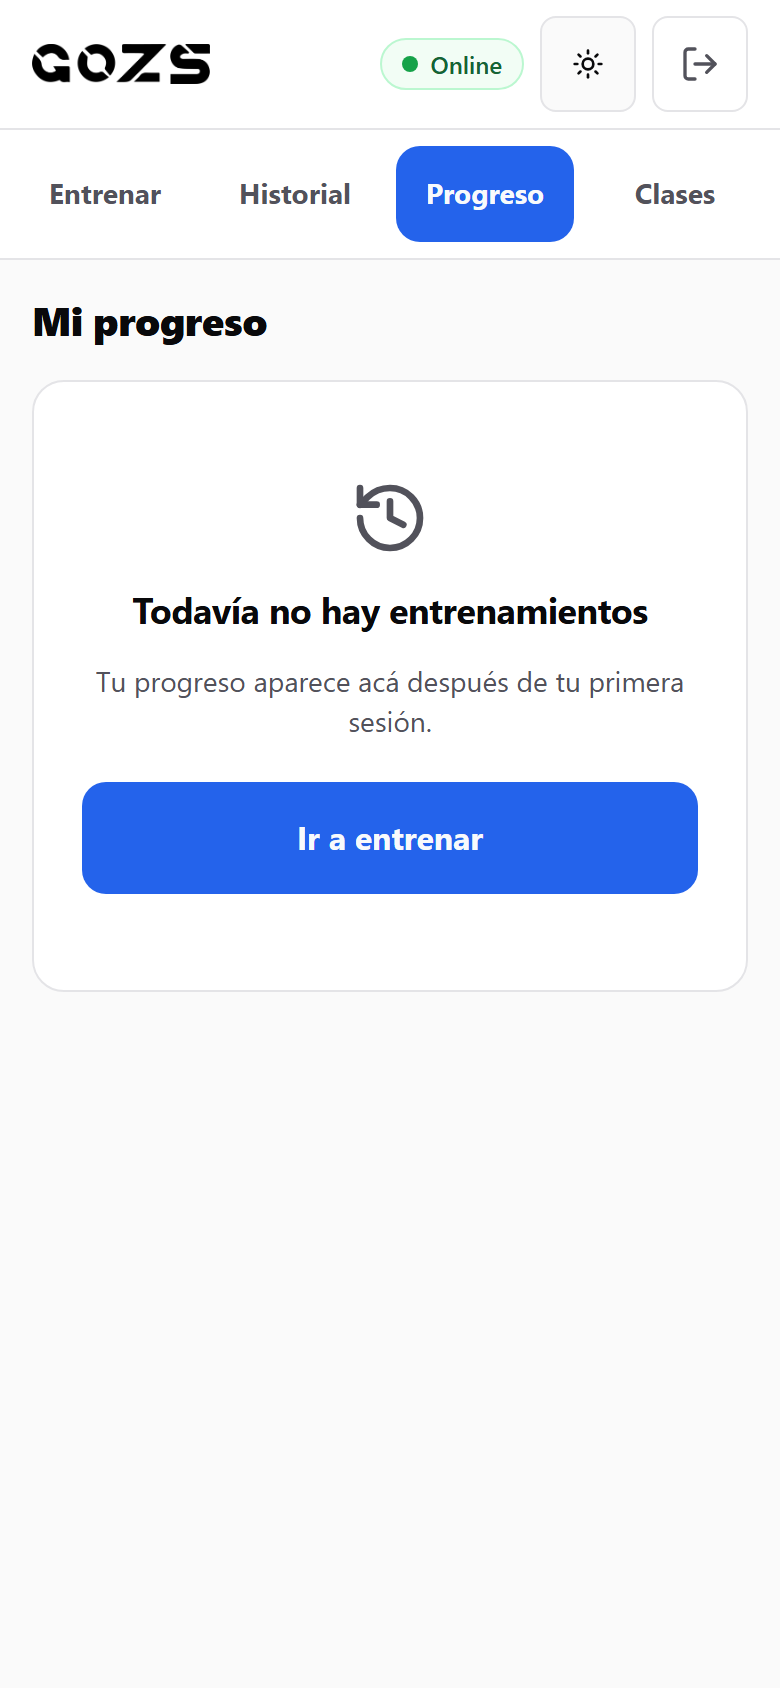 GOZS
Online
Entrenar
Historial
Progreso
Clases
Mi progreso
Todavía no hay entrenamientos
Tu progreso aparece acá después de tu primera
sesión.
Ir a entrenar